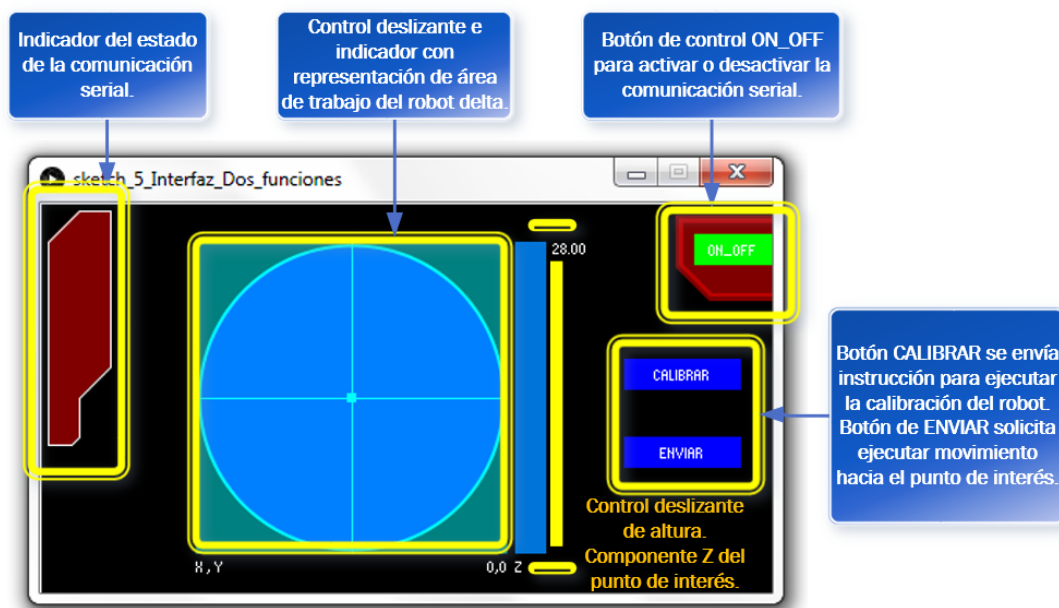 Indicador del estado
de la comunicación
serial.
Control deslizante e
indicador con
representación de área
de trabajo del robot delta.
Botón de control ON_OFF
para activar o desactivar la
comunicación serial.
sketch_5_Interfaz_Dos_funciones
ON_OFF
28.00
CALIBRAR
ENVIAR
Botón CALIBRAR se envía
instrucción para ejecutar
la calibración del robot.
Botón de ENVIAR solicita
ejecutar movimiento
hacia el punto de interés.
Control deslizante
de altura.
Componente Z del
punto de interés.
X,Y
0,0
Z